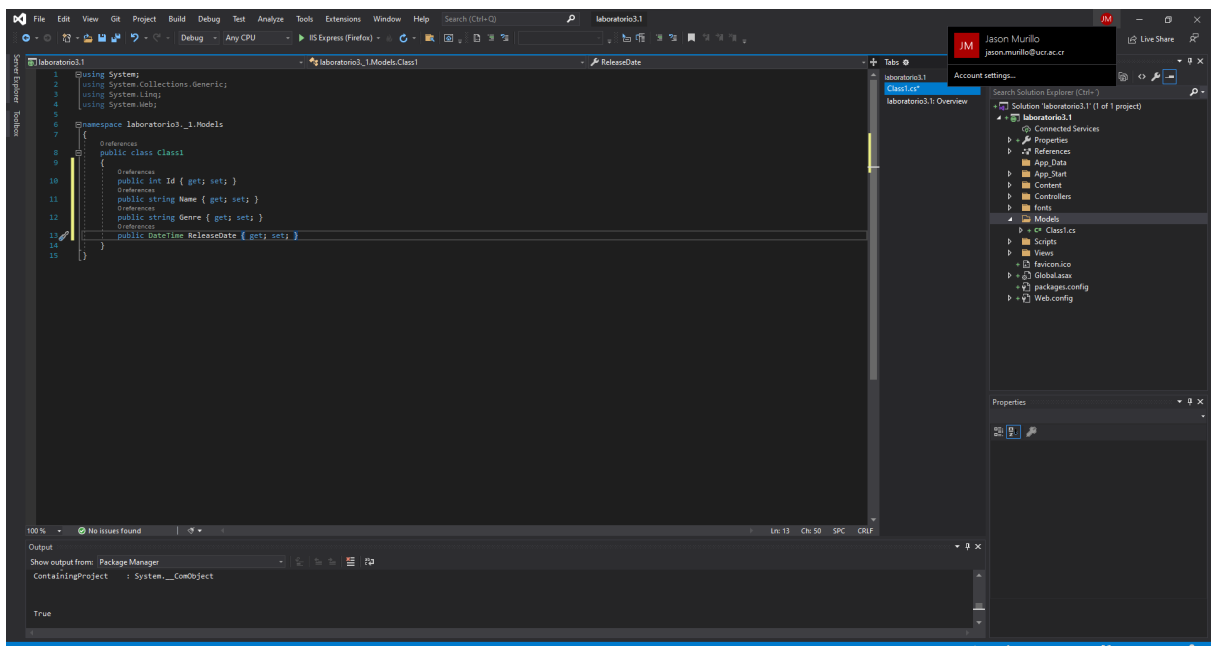 File Edit View Git Project Build Debug Test Analyze Tools Extensions Window Help Search (Ctrl+Q) laboratorio3.1 JM
Debug Any CPU IIS Express (Firefox) Live Share
JM Jason Murillo
jason.murillo@ucr.ac.cr
Account settings...
Server Explorer
Toolbox
laboratorio3.1 laboratorio3._1.Models.Class1 ReleaseDate
1 using System;
2 using System.Collections.Generic;
3 using System.Linq;
4 using System.Web;
5
6 namespace laboratorio3._1.Models
7 {
0 references
8 public class Class1
9 {
0 references
10 public int Id { get; set; }
0 references
11 public string Name { get; set; }
0 references
12 public string Genre { get; set; }
0 references
13 public DateTime ReleaseDate { get; set; }
14 }
15 }
100 % No issues found Ln: 13 Ch: 50 SPC CRLF
Tabs
laboratorio3.1
Class1.cs*
laboratorio3.1: Overview
Search Solution Explorer (Ctrl+´)
Solution 'laboratorio3.1' (1 of 1 project)
laboratorio3.1
Connected Services
Properties
References
App_Data
App_Start
Content
Controllers
fonts
Models
C# Class1.cs
Scripts
Views
favicon.ico
Global.asax
packages.config
Web.config
Properties
Output
Show output from: Package Manager
ContainingProject : System.__ComObject
True